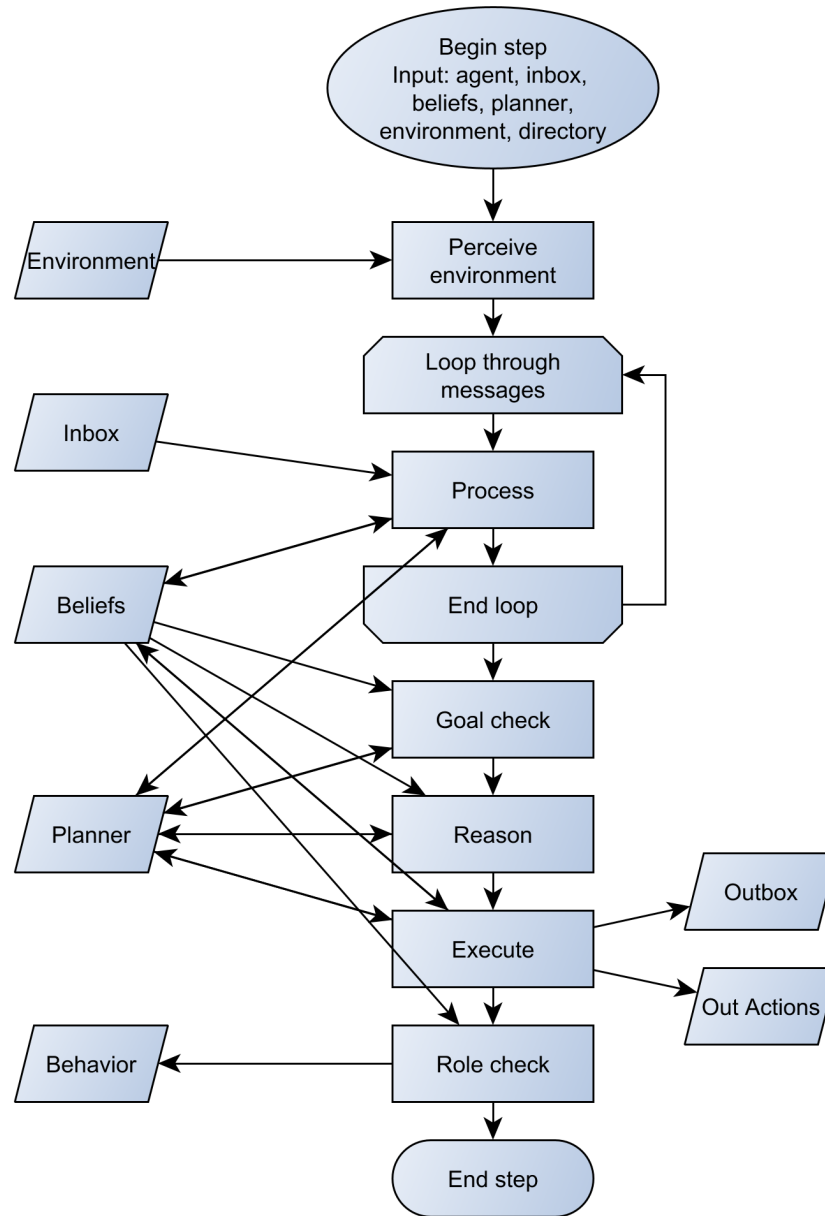 Begin step
Input: agent, inbox,
beliefs, planner,
environment, directory
Environment
Perceive
environment
Loop through
messages
Inbox
Process
Beliefs
End loop
Goal check
Planner
Reason
Outbox
Execute
Out Actions
Behavior
Role check
End step